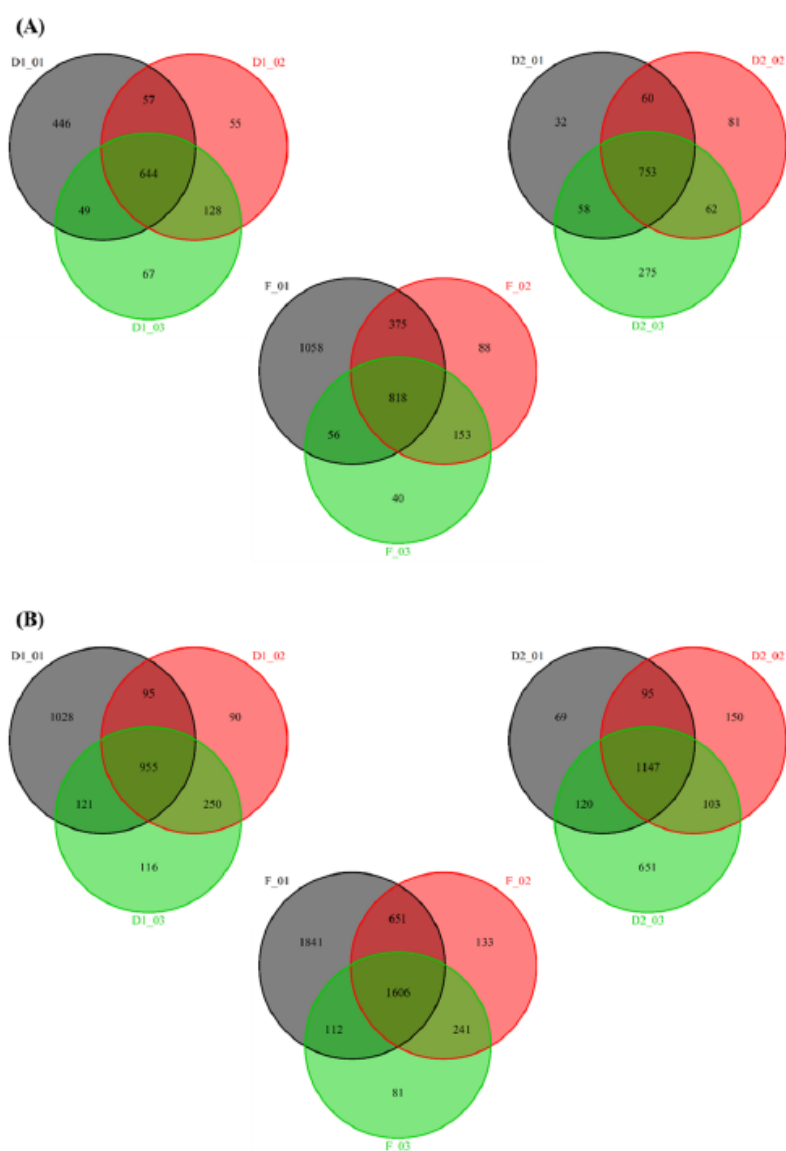 (A)
D1_01 D1_02 D2_01 D2_02
446 57 55 32 60 81
644 753
49 128 58 62
67 275
D1_03 D2_03
F_01 F_02
1058 375 88
818
56 153
40
F_03
(B)
D1_01 D1_02 D2_01 D2_02
1028 95 90 69 95 150
955 1147
121 250 120 103
116 651
D1_03 D2_03
F_01 F_02
1841 651 133
1606
112 241
81
F_03